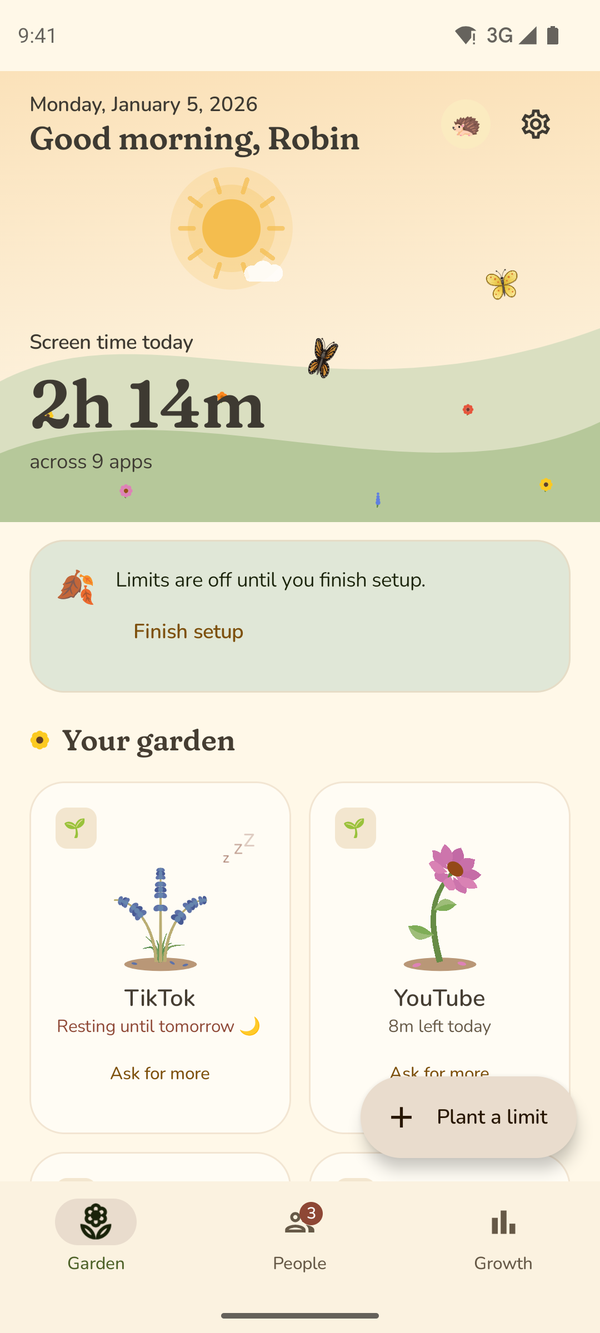 9:41
3G
Monday, January 5, 2026
Good morning, Robin
Screen time today
2h 14m
across 9 apps
Limits are off until you finish setup.
Finish setup
Your garden
z z Z
TikTok
Resting until tomorrow 🌙
Ask for more
YouTube
8m left today
Ask for more
Plant a limit
Garden
3
People
Growth